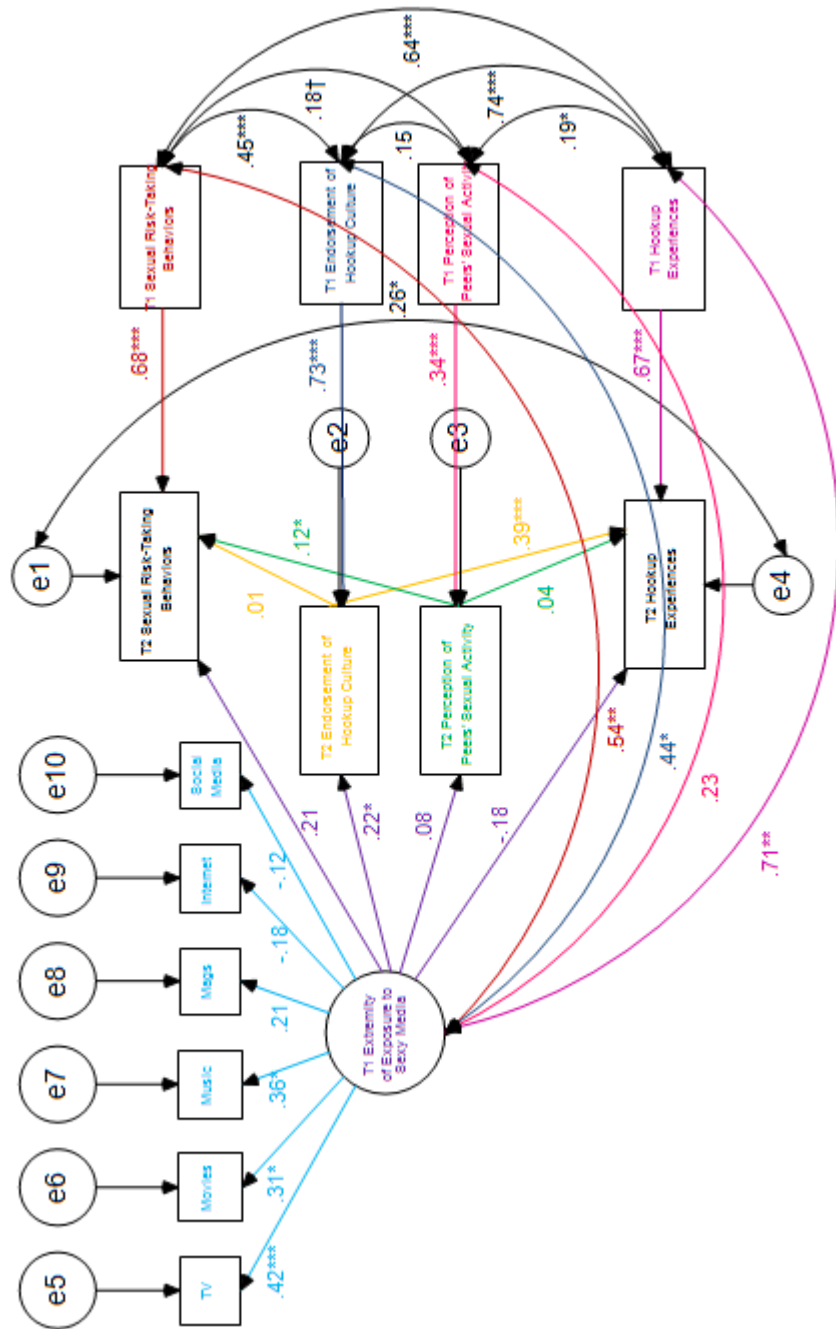 e5
e6
e7
e8
e9
e10
TV
Movies
Music
Mags
Internet
Social
Media
.42***
.31*
.36*
.21
-.18
-.12
T1 Extremity
of Exposure to
Sexy Media
.21
.22*
.08
-.18
e1
T2 Sexual Risk-Taking
Behaviors
T2 Endorsement of
Hookup Culture
T2 Perception of
Peers' Sexual Activity
T2 Hookup
Experiences
e4
.01
.12*
.39***
.04
e2
e3
.68***
.73***
.34***
.67***
.26*
T1 Sexual Risk-Taking
Behaviors
T1 Endorsement of
Hookup Culture
T1 Perception of
Peers' Sexual Activity
T1 Hookup
Experiences
.45***
.18†
.64***
.15
.74***
.19*
.54**
.44*
.23
.71**